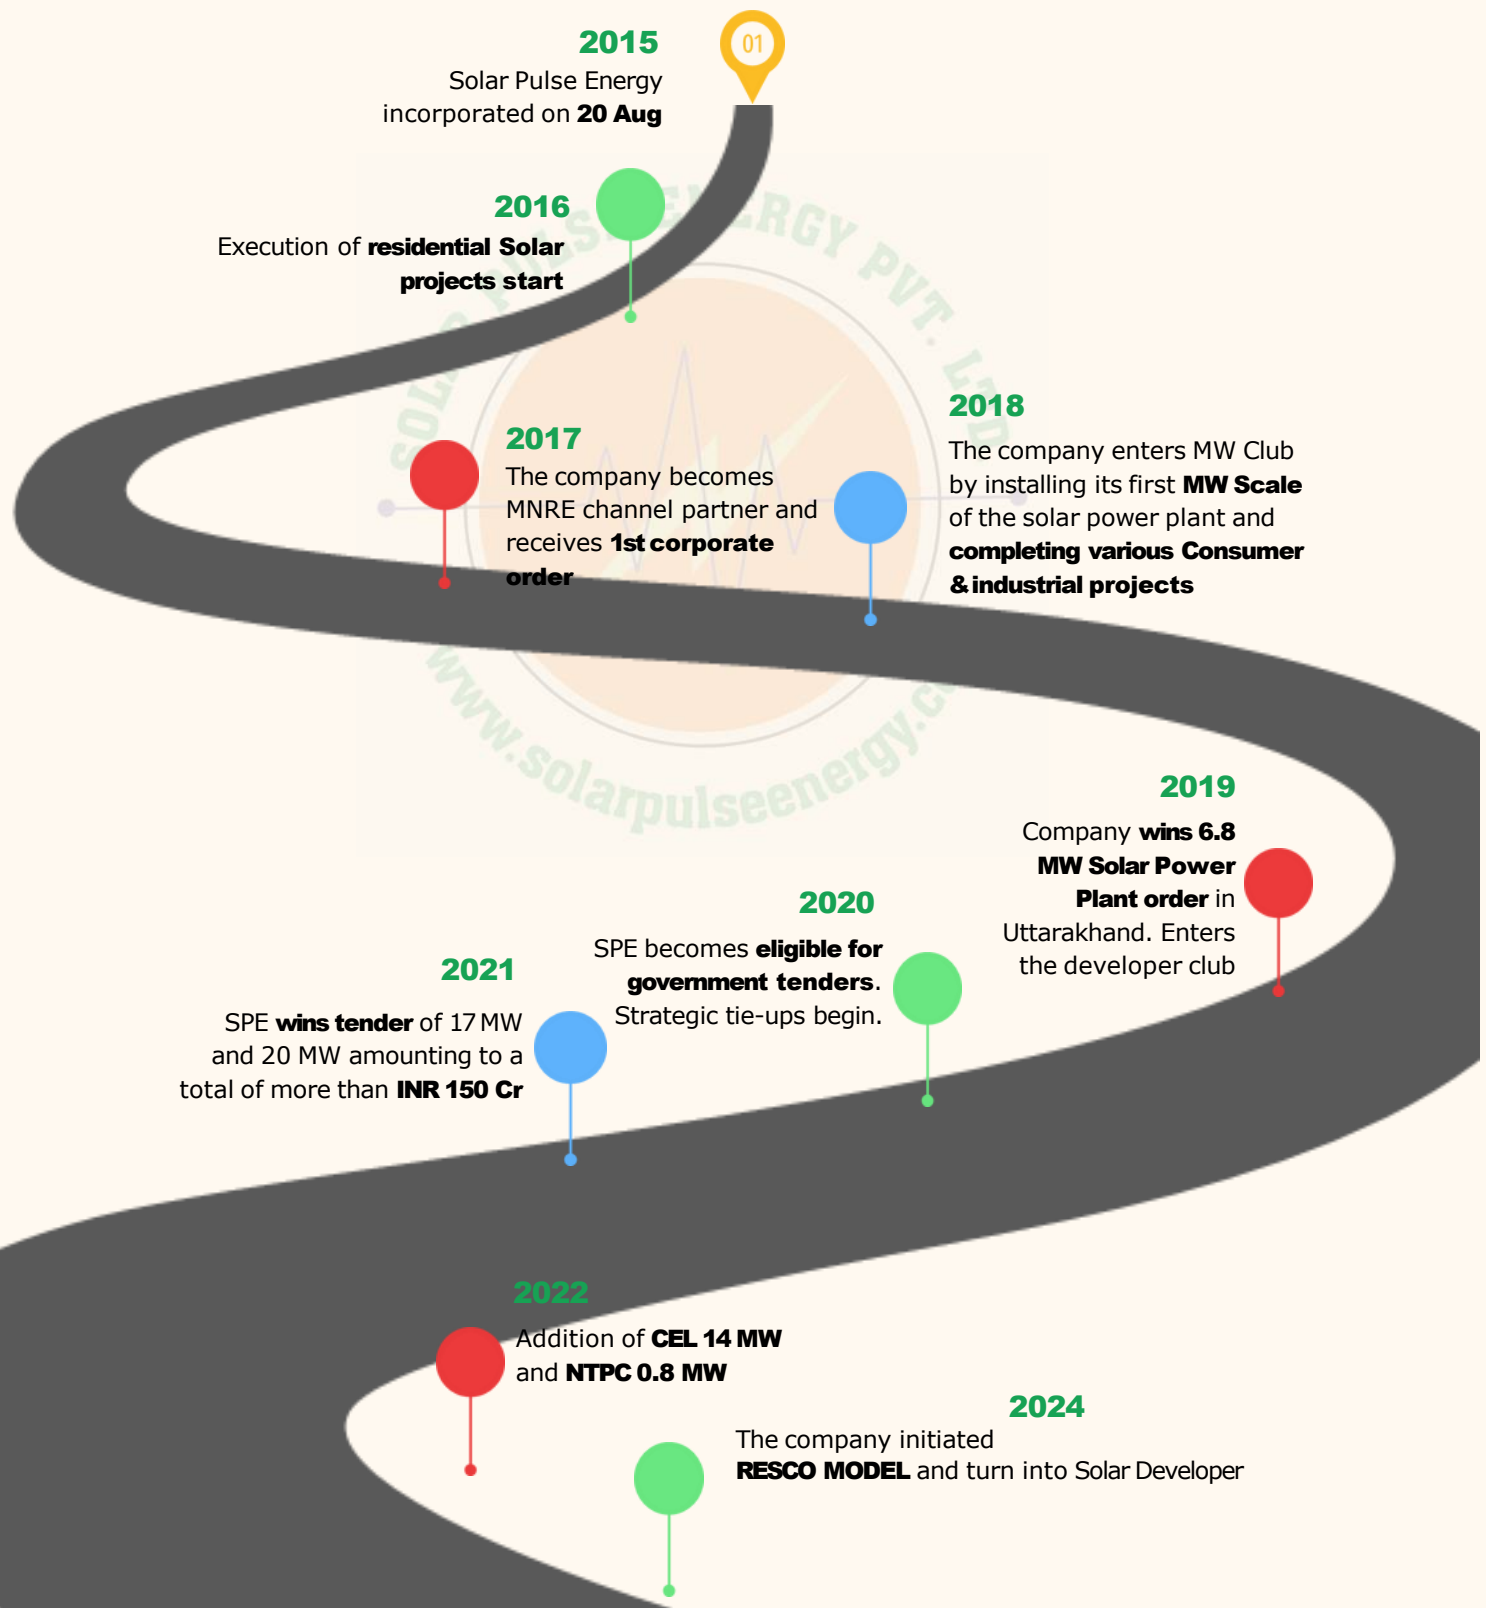 01
2015
Solar Pulse Energy
incorporated on 20 Aug
2016
Execution of residential Solar
projects start
2017
The company becomes
MNRE channel partner and
receives 1st corporate
order
2018
The company enters MW Club
by installing its first MW Scale
of the solar power plant and
completing various Consumer
& industrial projects
2019
Company wins 6.8
MW Solar Power
Plant order in
Uttarakhand. Enters
the developer club
2020
SPE becomes eligible for
government tenders.
Strategic tie-ups begin.
2021
SPE wins tender of 17 MW
and 20 MW amounting to a
total of more than INR 150 Cr
2022
Addition of CEL 14 MW
and NTPC 0.8 MW
2024
The company initiated
RESCO MODEL and turn into Solar Developer
ENERGY PVT. LTD
www.solarpulseenergy.co